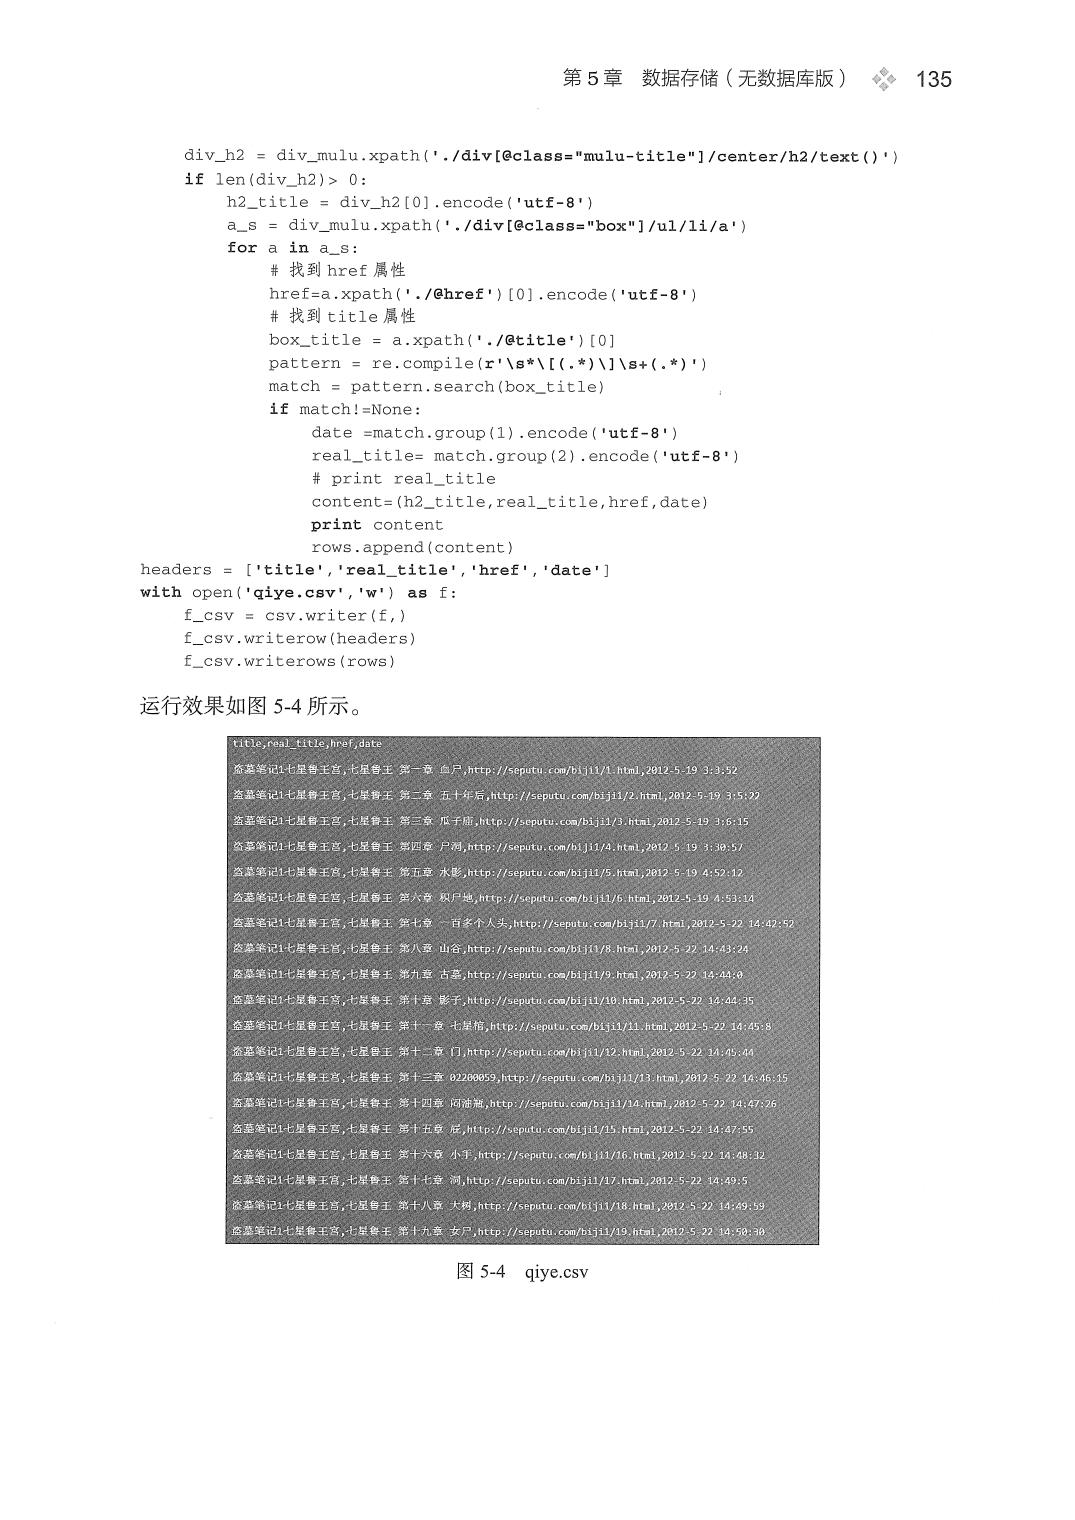 第 5 章 数据存储（无数据库版） 135
div_h2 = div_mulu.xpath('./div[@class="mulu-title"]/center/h2/text()')
if len(div_h2)> 0:
h2_title = div_h2[0].encode('utf-8')
a_s = div_mulu.xpath('./div[@class="box"]/ul/li/a')
for a in a_s:
# 找到 href 属性
href=a.xpath('./@href')[0].encode('utf-8')
# 找到 title 属性
box_title = a.xpath('./@title')[0]
pattern = re.compile(r'\s*\[(.*)\]\s+(.*)')
match = pattern.search(box_title)
if match!=None:
date =match.group(1).encode('utf-8')
real_title= match.group(2).encode('utf-8')
# print real_title
content=(h2_title,real_title,href,date)
print content
rows.append(content)
headers = ['title','real_title','href','date']
with open('qiye.csv','w') as f:
f_csv = csv.writer(f,)
f_csv.writerow(headers)
f_csv.writerows(rows)
运行效果如图 5-4 所示。
title,real_title,href,date
盗墓笔记1七星鲁王宫,七星鲁王 第一章 血尸,http://seputu.com/biji1/1.html,2012-5-19 3:3:52
盗墓笔记1七星鲁王宫,七星鲁王 第二章 五十年后,http://seputu.com/biji1/2.html,2012-5-19 3:5:22
盗墓笔记1七星鲁王宫,七星鲁王 第三章 瓜子庙,http://seputu.com/biji1/3.html,2012-5-19 3:6:15
盗墓笔记1七星鲁王宫,七星鲁王 第四章 尸洞,http://seputu.com/biji1/4.html,2012-5-19 3:30:57
盗墓笔记1七星鲁王宫,七星鲁王 第五章 水影,http://seputu.com/biji1/5.html,2012-5-19 4:52:12
盗墓笔记1七星鲁王宫,七星鲁王 第六章 积尸地,http://seputu.com/biji1/6.html,2012-5-19 4:53:14
盗墓笔记1七星鲁王宫,七星鲁王 第七章 一百多个人头,http://seputu.com/biji1/7.html,2012-5-22 14:42:52
盗墓笔记1七星鲁王宫,七星鲁王 第八章 山谷,http://seputu.com/biji1/8.html,2012-5-22 14:43:24
盗墓笔记1七星鲁王宫,七星鲁王 第九章 古墓,http://seputu.com/biji1/9.html,2012-5-22 14:44:0
盗墓笔记1七星鲁王宫,七星鲁王 第十章 影子,http://seputu.com/biji1/10.html,2012-5-22 14:44:35
盗墓笔记1七星鲁王宫,七星鲁王 第十一章 七星棺,http://seputu.com/biji1/11.html,2012-5-22 14:45:8
盗墓笔记1七星鲁王宫,七星鲁王 第十二章 门,http://seputu.com/biji1/12.html,2012-5-22 14:45:44
盗墓笔记1七星鲁王宫,七星鲁王 第十三章 02200059,http://seputu.com/biji1/13.html,2012-5-22 14:46:15
盗墓笔记1七星鲁王宫,七星鲁王 第十四章 闷油瓶,http://seputu.com/biji1/14.html,2012-5-22 14:47:26
盗墓笔记1七星鲁王宫,七星鲁王 第十五章 屁,http://seputu.com/biji1/15.html,2012-5-22 14:47:55
盗墓笔记1七星鲁王宫,七星鲁王 第十六章 小手,http://seputu.com/biji1/16.html,2012-5-22 14:48:32
盗墓笔记1七星鲁王宫,七星鲁王 第十七章 洞,http://seputu.com/biji1/17.html,2012-5-22 14:49:5
盗墓笔记1七星鲁王宫,七星鲁王 第十八章 大树,http://seputu.com/biji1/18.html,2012-5-22 14:49:59
盗墓笔记1七星鲁王宫,七星鲁王 第十九章 女尸,http://seputu.com/biji1/19.html,2012-5-22 14:50:30
图 5-4 qiye.csv